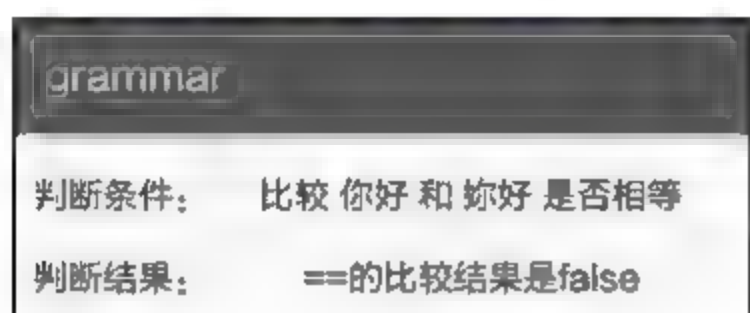 grammar
判断条件： 比较 你好 和 妳好 是否相等
判断结果： ==的比较结果是false